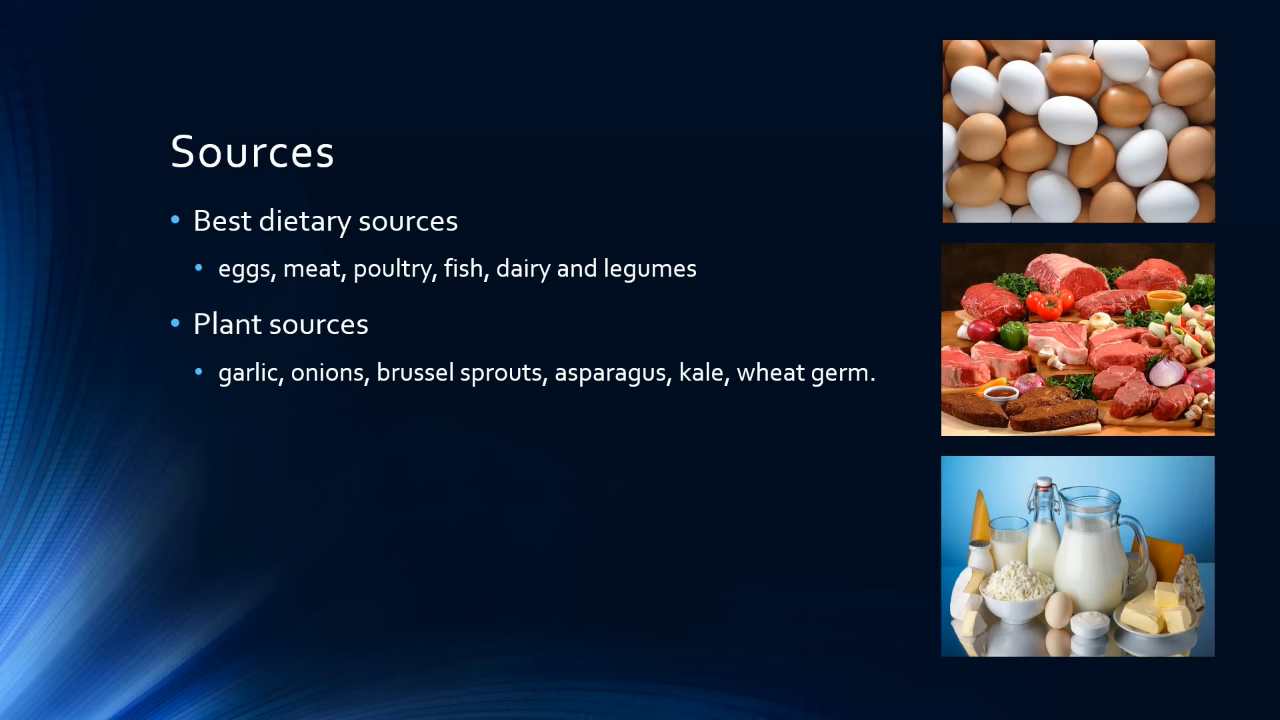 Sources
• Best dietary sources
• eggs, meat, poultry, fish, dairy and legumes
• Plant sources
• garlic, onions, brussel sprouts, asparagus, kale, wheat germ.